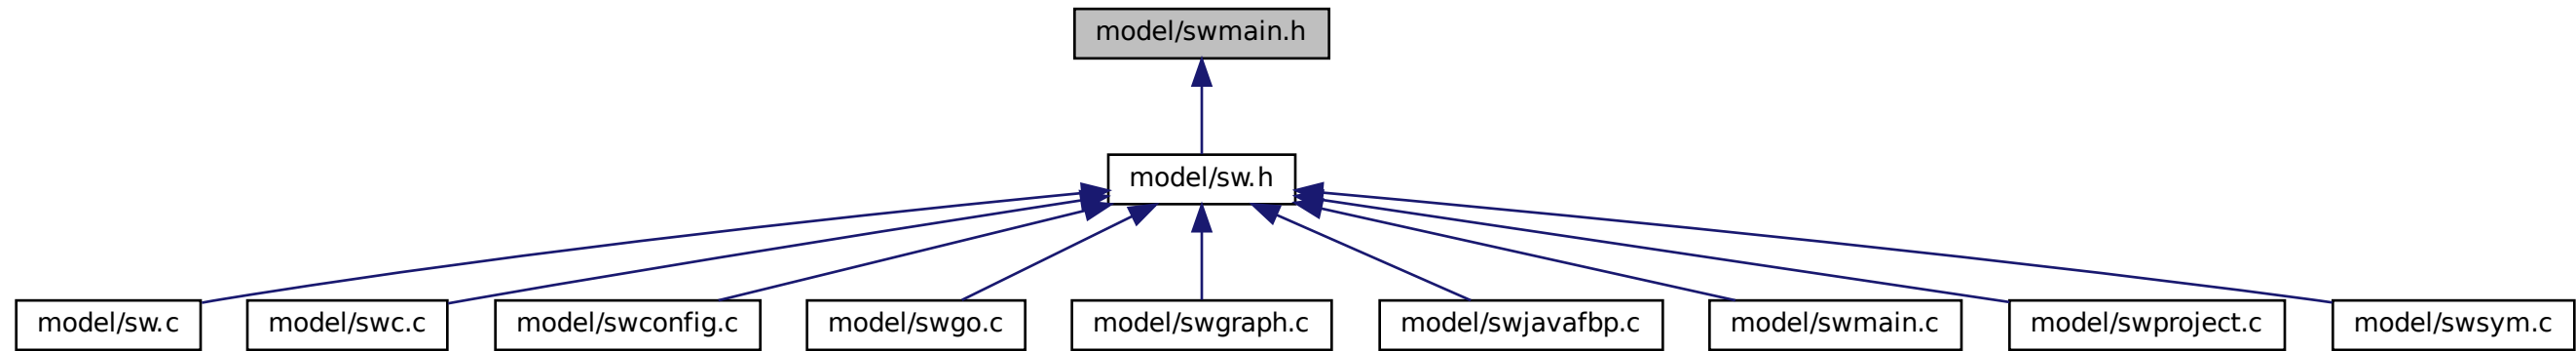 model/swmain.h
model/sw.h
model/sw.c
model/swc.c
model/swconfig.c
model/swgo.c
model/swgraph.c
model/swjavafbp.c
model/swmain.c
model/swproject.c
model/swsym.c